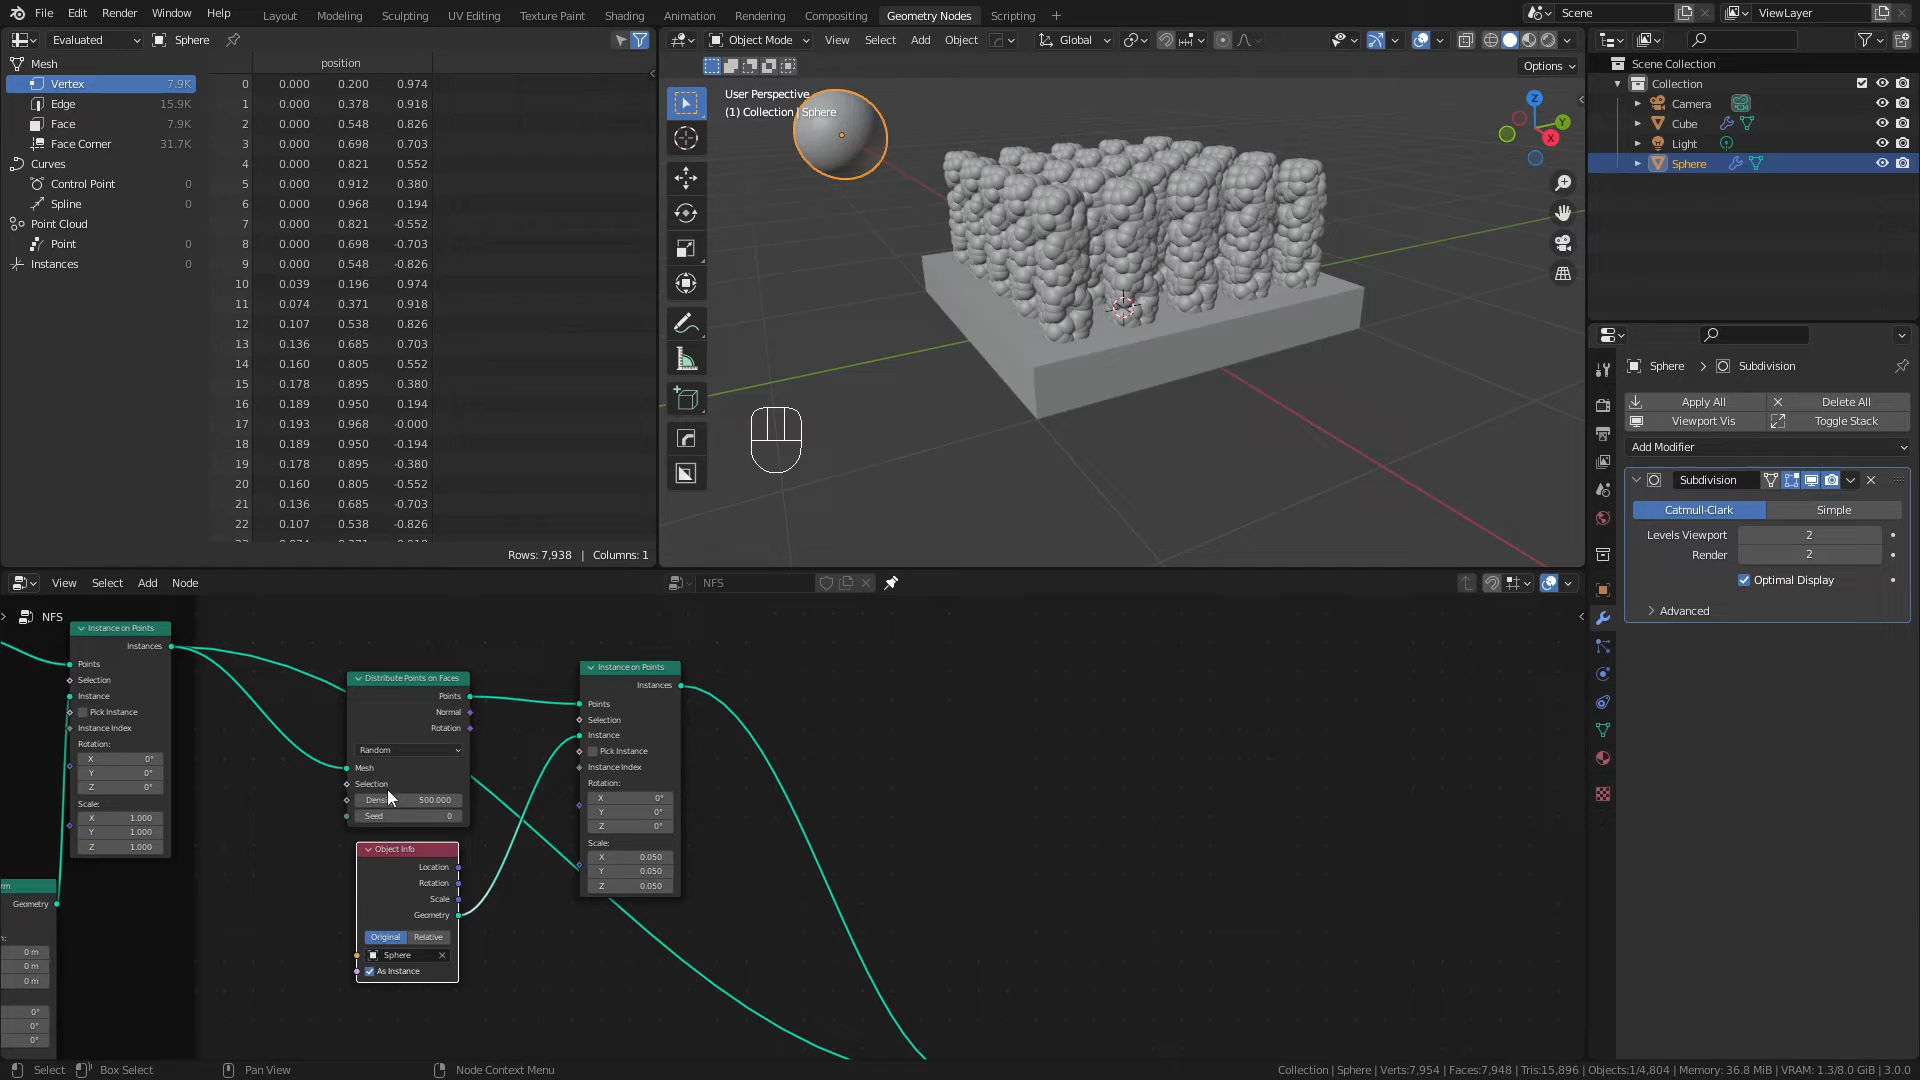 File Edit Render Window Help
Layout Modeling Sculpting UV Editing Texture Paint Shading Animation Rendering Compositing Geometry Nodes Scripting +
Scene ViewLayer
Evaluated Sphere
Object Mode View Select Add Object Global
Options
Mesh
Vertex 7.9K
Edge 15.9K
Face 7.9K
Face Corner 31.7K
Curves
Control Point 0
Spline 0
Point Cloud
Point 0
Instances 0
position
0 0.000 0.200 0.974
1 0.000 0.378 0.918
2 0.000 0.548 0.826
3 0.000 0.698 0.703
4 0.000 0.821 0.552
5 0.000 0.912 0.380
6 0.000 0.968 0.194
7 0.000 0.821 -0.552
8 0.000 0.698 -0.703
9 0.000 0.548 -0.826
10 0.039 0.196 0.974
11 0.074 0.371 0.918
12 0.107 0.538 0.826
13 0.136 0.685 0.703
14 0.160 0.805 0.552
15 0.178 0.895 0.380
16 0.189 0.950 0.194
17 0.193 0.968 -0.000
18 0.189 0.950 -0.194
19 0.178 0.895 -0.380
20 0.160 0.805 -0.552
21 0.136 0.685 -0.703
22 0.107 0.538 -0.826
Rows: 7,938 | Columns: 1
User Perspective
(1) Collection | Sphere
Z
Y
X
Scene Collection
Collection
Camera
Cube
Light
Sphere
Sphere > Subdivision
Apply All Delete All
Viewport Vis Toggle Stack
Add Modifier
Subdivision
Catmull-Clark Simple
Levels Viewport 2
Render 2
Optimal Display
Advanced
View Select Add Node
NFS
NFS
Instance on Points
Instances
Points
Selection
Instance
Pick Instance
Instance Index
Rotation:
X 0°
Y 0°
Z 0°
Scale:
X 1.000
Y 1.000
Z 1.000
Geometry
0 m
0 m
0 m
0°
0°
0°
Distribute Points on Faces
Points
Normal
Rotation
Random
Mesh
Selection
500.000
Seed 0
Object Info
Location
Rotation
Scale
Geometry
Original Relative
Sphere
As Instance
Instance on Points
Instances
Points
Selection
Instance
Pick Instance
Instance Index
Rotation:
X 0°
Y 0°
Z 0°
Scale:
X 0.050
Y 0.050
Z 0.050
Select Box Select Pan View Node Context Menu
Collection | Sphere | Verts:7,954 | Faces:7,948 | Tris:15,896 | Objects:1/4,804 | Memory: 36.8 MiB | VRAM: 1.3/8.0 GiB | 3.0.0